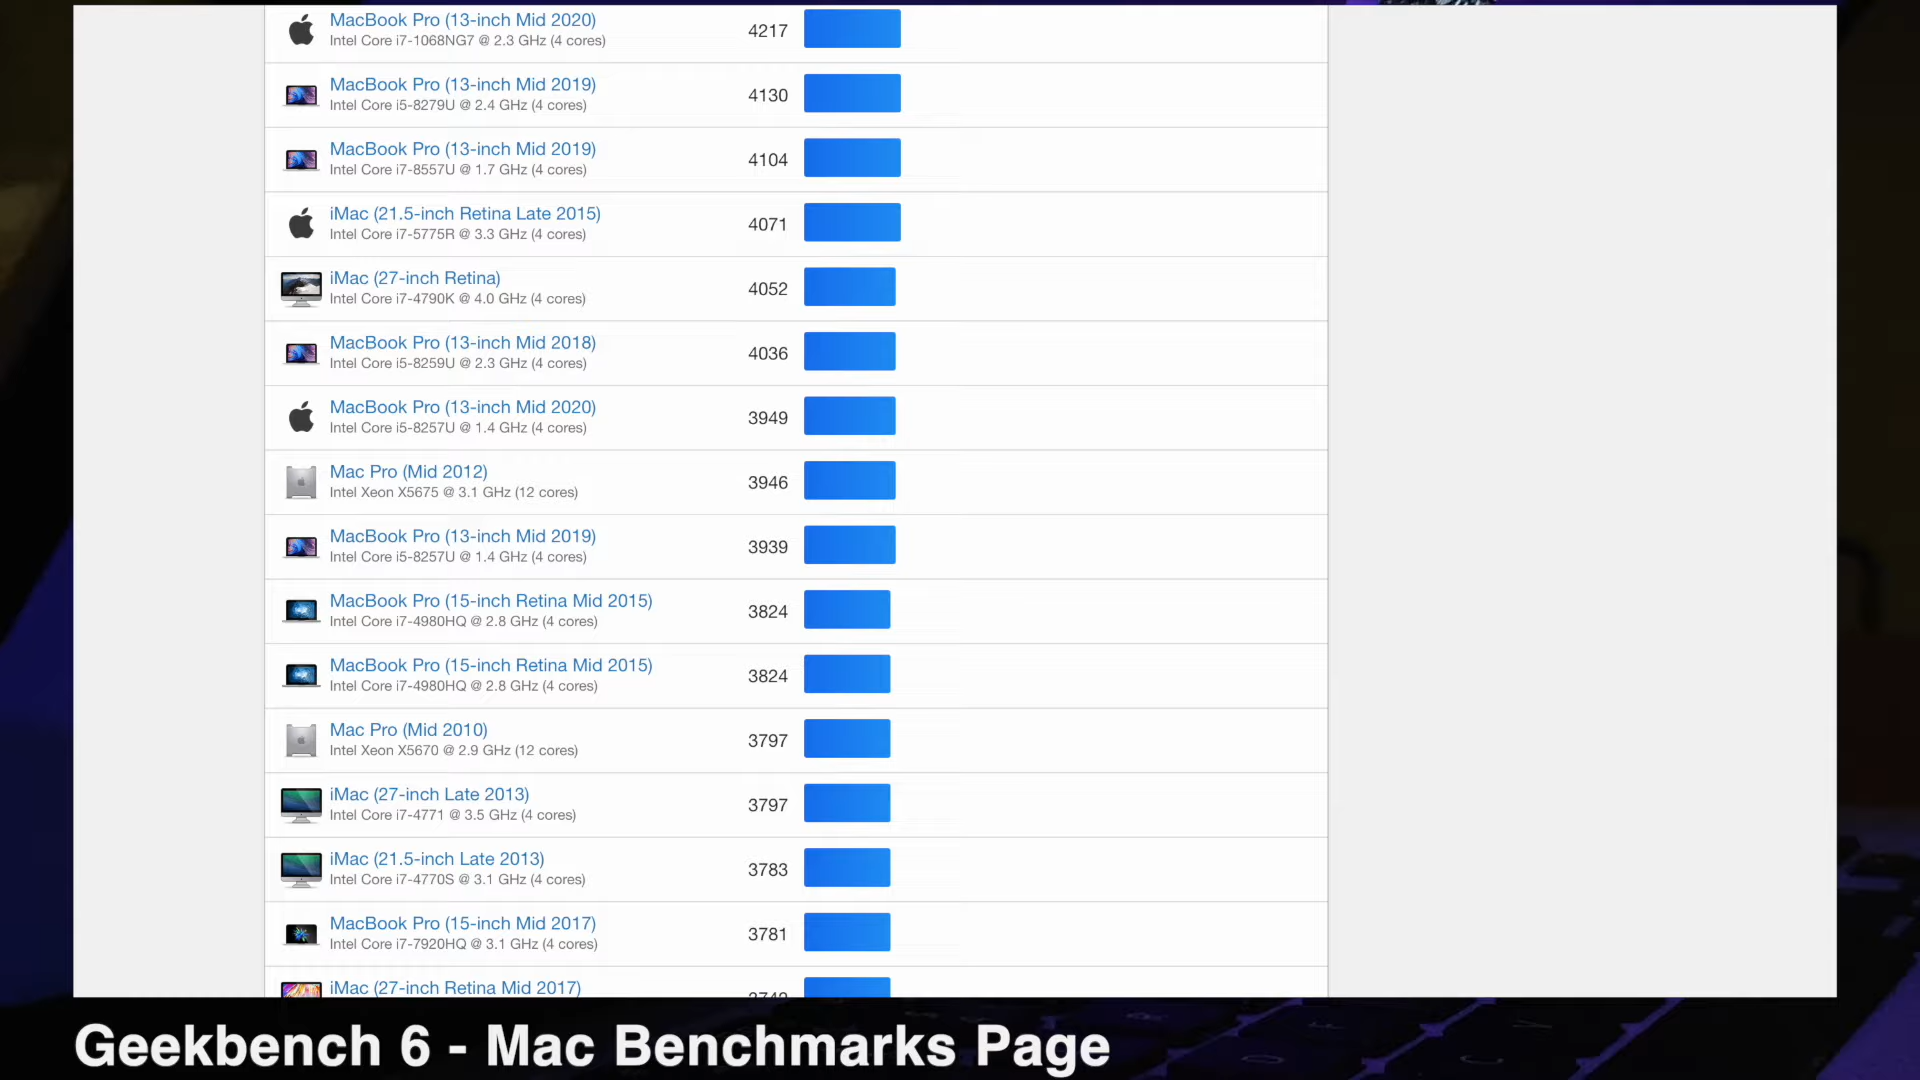 MacBook Pro (13-inch Mid 2020)
Intel Core i7-1068NG7 @ 2.3 GHz (4 cores)
4217
MacBook Pro (13-inch Mid 2019)
Intel Core i5-8279U @ 2.4 GHz (4 cores)
4130
MacBook Pro (13-inch Mid 2019)
Intel Core i7-8557U @ 1.7 GHz (4 cores)
4104
iMac (21.5-inch Retina Late 2015)
Intel Core i7-5775R @ 3.3 GHz (4 cores)
4071
iMac (27-inch Retina)
Intel Core i7-4790K @ 4.0 GHz (4 cores)
4052
MacBook Pro (13-inch Mid 2018)
Intel Core i5-8259U @ 2.3 GHz (4 cores)
4036
MacBook Pro (13-inch Mid 2020)
Intel Core i5-8257U @ 1.4 GHz (4 cores)
3949
Mac Pro (Mid 2012)
Intel Xeon X5675 @ 3.1 GHz (12 cores)
3946
MacBook Pro (13-inch Mid 2019)
Intel Core i5-8257U @ 1.4 GHz (4 cores)
3939
MacBook Pro (15-inch Retina Mid 2015)
Intel Core i7-4980HQ @ 2.8 GHz (4 cores)
3824
MacBook Pro (15-inch Retina Mid 2015)
Intel Core i7-4980HQ @ 2.8 GHz (4 cores)
3824
Mac Pro (Mid 2010)
Intel Xeon X5670 @ 2.9 GHz (12 cores)
3797
iMac (27-inch Late 2013)
Intel Core i7-4771 @ 3.5 GHz (4 cores)
3797
iMac (21.5-inch Late 2013)
Intel Core i7-4770S @ 3.1 GHz (4 cores)
3783
MacBook Pro (15-inch Mid 2017)
Intel Core i7-7920HQ @ 3.1 GHz (4 cores)
3781
iMac (27-inch Retina Mid 2017)
Geekbench 6 - Mac Benchmarks Page